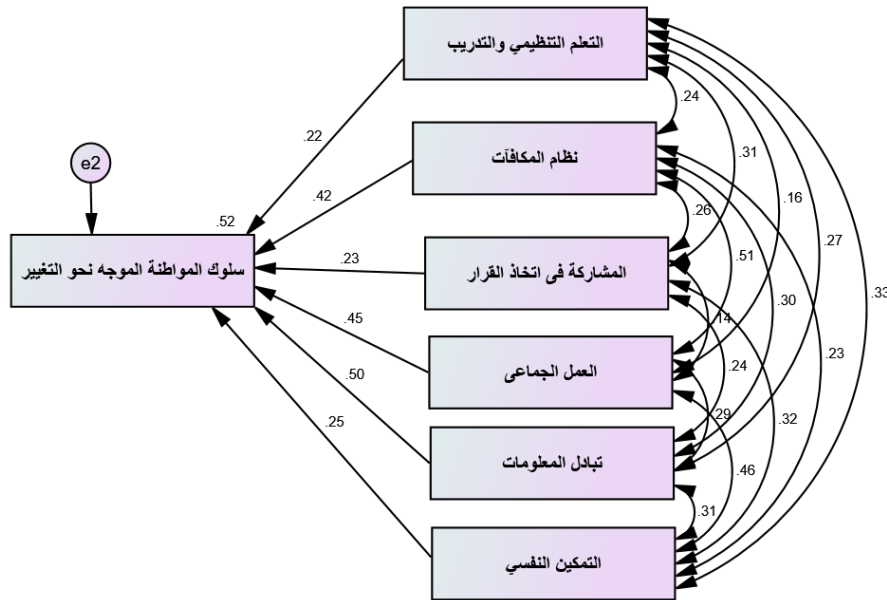 التعلم التنظيمي والتدريب
.24
.22
نظام المكافآت
.31
e2
.16
.42
.26
.52
.27
سلوك المواطنة الموجه نحو التغيير
.23
المشاركة فى اتخاذ القرار
.51
.33
.30
.45
.14
العمل الجماعى
.24
.23
.50
.29
.32
.25
تبادل المعلومات
.46
.31
التمكين النفسي